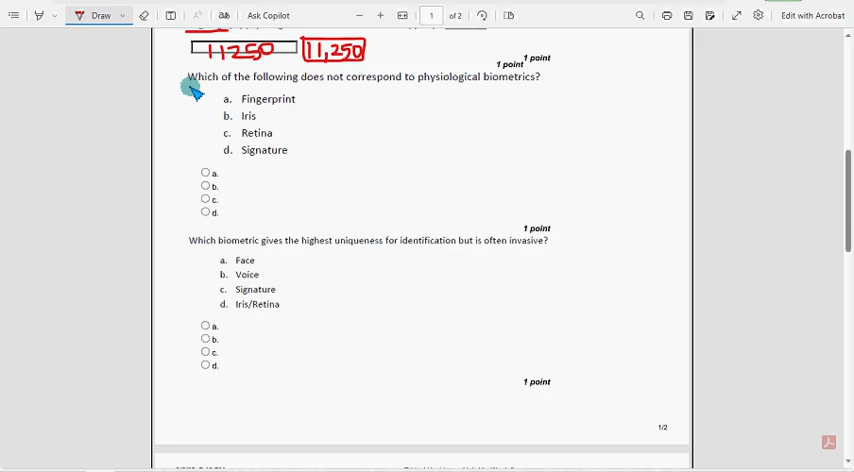 Draw
Ask Copilot
1
of 2
Edit with Acrobat
11250
11,250
1 point
1 point
Which of the following does not correspond to physiological biometrics?
a. Fingerprint
b. Iris
c. Retina
d. Signature
a.
b.
c.
d.
1 point
Which biometric gives the highest uniqueness for identification but is often invasive?
a. Face
b. Voice
c. Signature
d. Iris/Retina
a.
b.
c.
d.
1 point
1/2